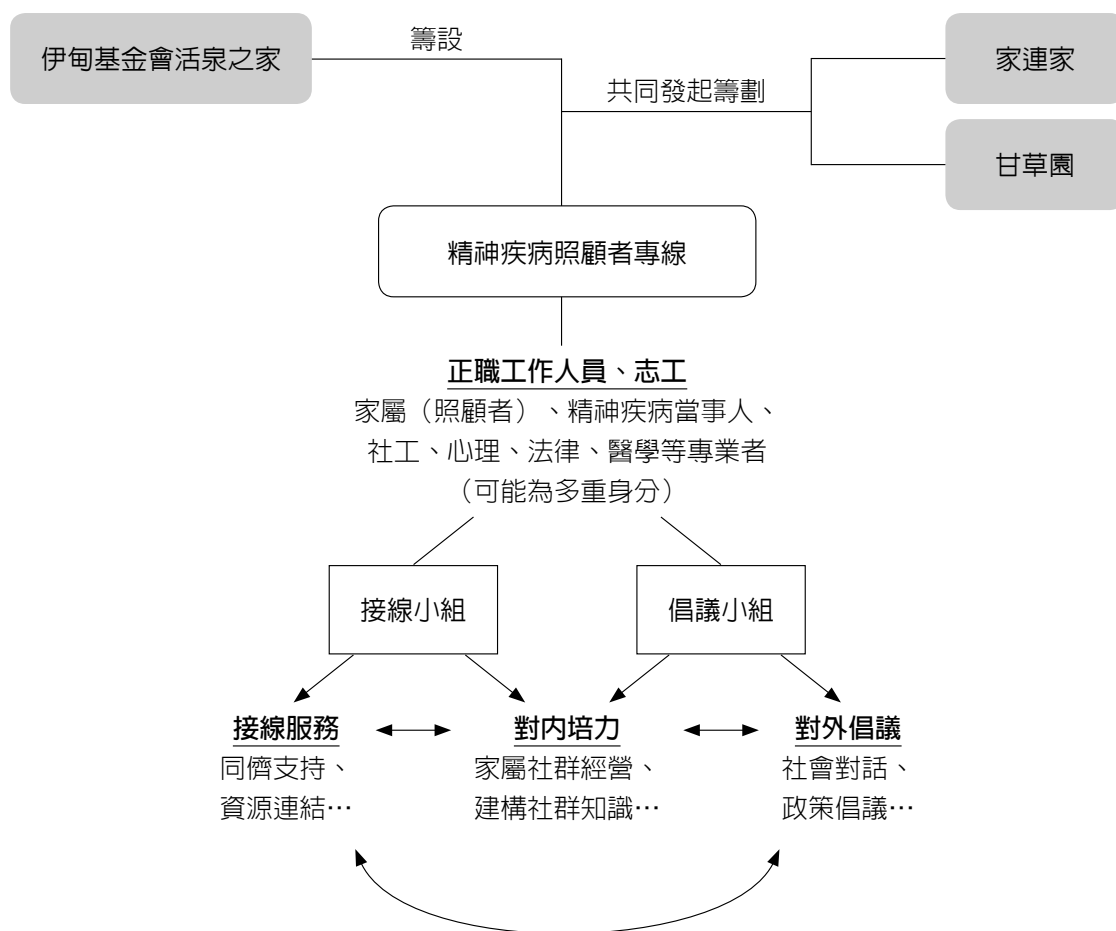 伊甸基金會活泉之家
籌設
家連家
共同發起籌劃
甘草園
精神疾病照顧者專線
正職工作人員、志工
家屬（照顧者）、精神疾病當事人、
社工、心理、法律、醫學等專業者
（可能為多重身分）
接線小組
倡議小組
接線服務
同儕支持、
資源連結…
對內培力
家屬社群經營、
建構社群知識…
對外倡議
社會對話、
政策倡議…